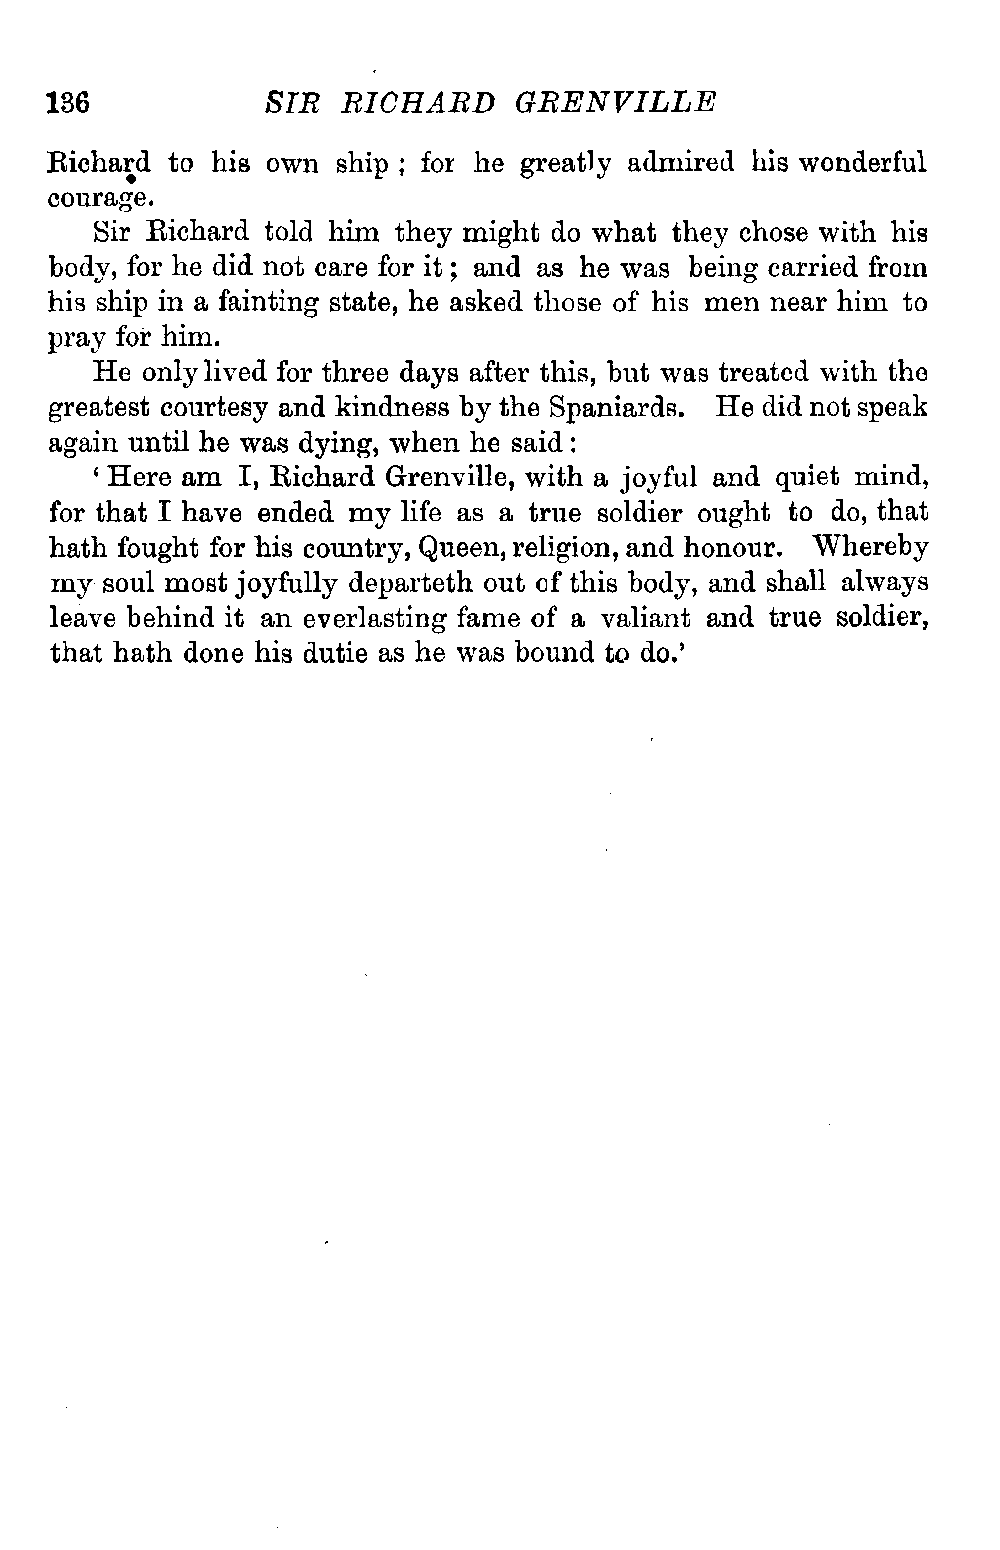 136 SIR RICHARD GRENVILLE
Richard to his own ship ; for he greatly admired his wonderful
courage.
Sir Richard told him they might do what they chose with his
body, for he did not care for it ; and as he was being carried from
his ship in a fainting state, he asked those of his men near him to
pray for him.
He only lived for three days after this, but was treated with the
greatest courtesy and kindness by the Spaniards. He did not speak
again until he was dying, when he said :
‘ Here am I, Richard Grenville, with a joyful and quiet mind,
for that I have ended my life as a true soldier ought to do, that
hath fought for his country, Queen, religion, and honour. Whereby
my soul most joyfully departeth out of this body, and shall always
leave behind it an everlasting fame of a valiant and true soldier,
that hath done his dutie as he was bound to do.’